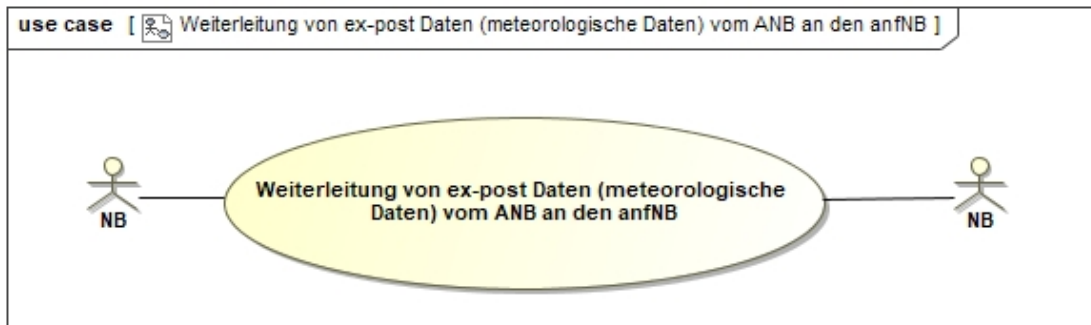 use case [ Weiterleitung von ex-post Daten (meteorologische Daten) vom ANB an den anfNB ]
Weiterleitung von ex-post Daten (meteorologische
Daten) vom ANB an den anfNB
NB
NB